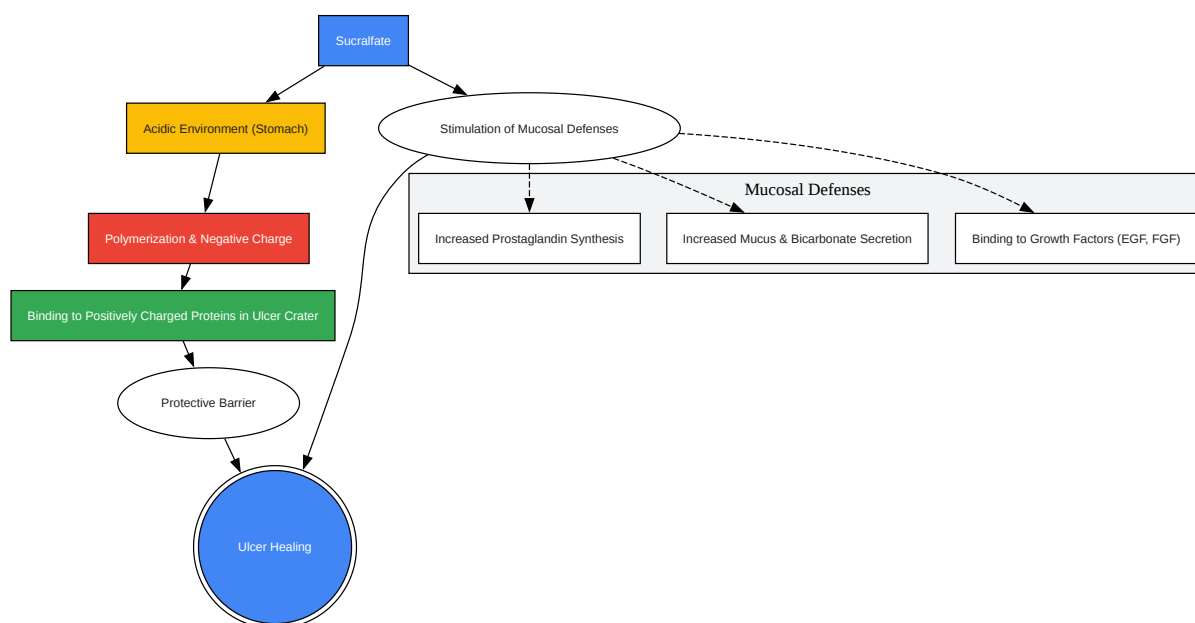 Sucralfate
Acidic Environment (Stomach)
Stimulation of Mucosal Defenses
Mucosal Defenses
Polymerization & Negative Charge
Increased Prostaglandin Synthesis
Increased Mucus & Bicarbonate Secretion
Binding to Growth Factors (EGF, FGF)
Binding to Positively Charged Proteins in Ulcer Crater
Protective Barrier
Ulcer Healing